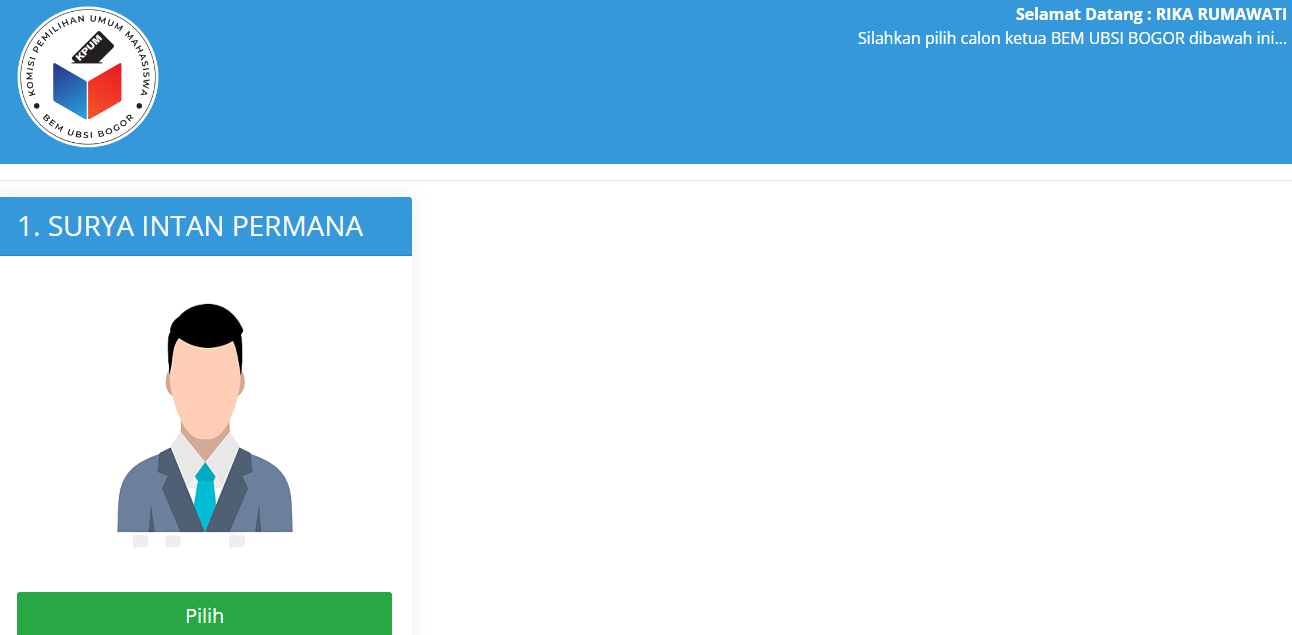 KOMISI PEMILIHAN UMUM MAHASISWA
KPUM
BEM UBSI BOGOR
Selamat Datang : RIKA RUMAWATI
Silahkan pilih calon ketua BEM UBSI BOGOR dibawah ini...
1. SURYA INTAN PERMANA
Pilih